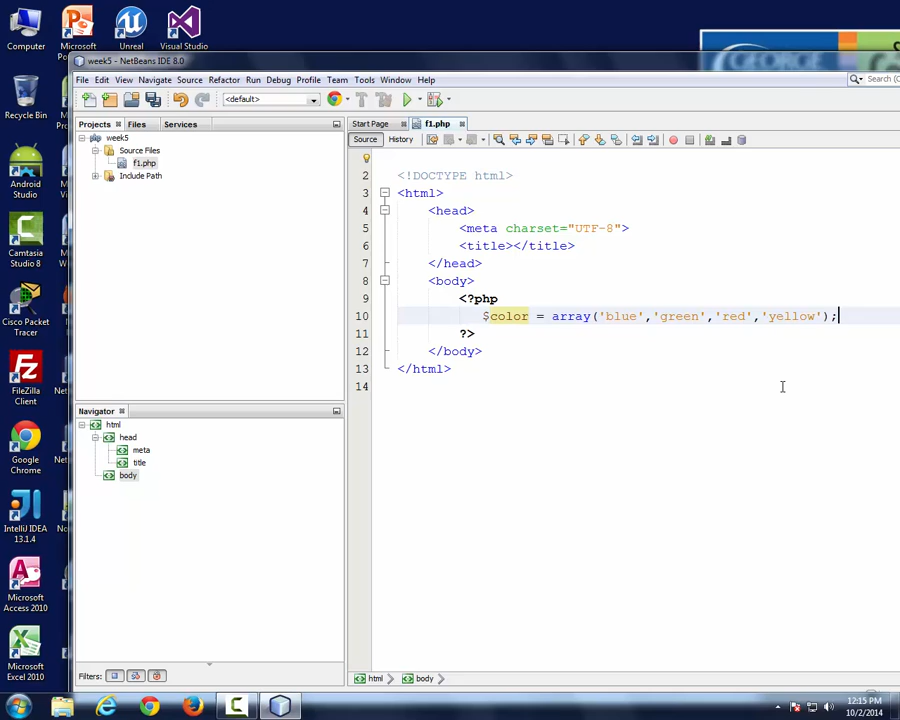 Computer
Microsoft
Unreal
Visual Studio
week5 - NetBeans IDE 8.0
File Edit View Navigate Source Refactor Run Debug Profile Team Tools Window Help
Search (C
<default>
Projects
Files
Services
Start Page
f1.php
Source
History
week5
Source Files
f1.php
Include Path
2 <!DOCTYPE html>
3 <html>
4 <head>
5 <meta charset="UTF-8">
6 <title></title>
7 </head>
8 <body>
9 <?php
10 $color = array('blue','green','red','yellow');
11 ?>
12 </body>
13 </html>
14
Navigator
html
head
meta
title
body
Filters:
html
body
Recycle Bin
Android
Studio
Camtasia
Studio 8
Cisco Packet
Tracer
FileZilla
Client
Google
Chrome
IntelliJ IDEA
13.1.4
Microsoft
Access 2010
Microsoft
Excel 2010
12:15 PM
10/2/2014